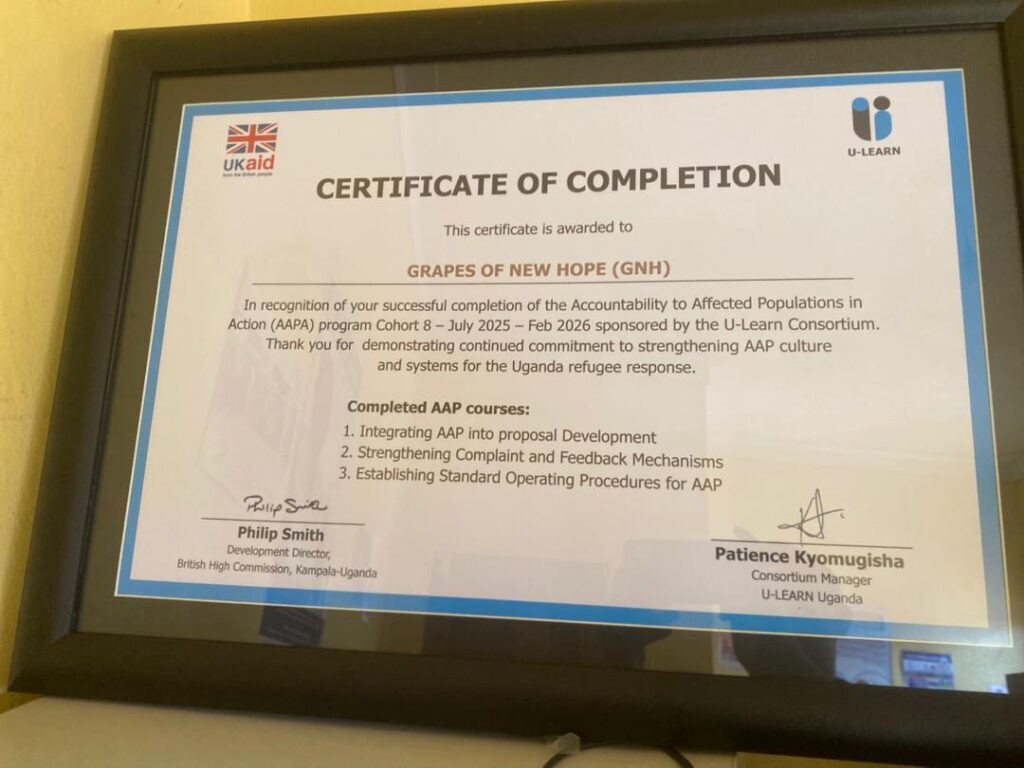 UKaid
from the British people
U-LEARN
CERTIFICATE OF COMPLETION
This certificate is awarded to
GRAPES OF NEW HOPE (GNH)
In recognition of your successful completion of the Accountability to Affected Populations in
Action (AAPA) program Cohort 8 – July 2025 – Feb 2026 sponsored by the U-Learn Consortium.
Thank you for demonstrating continued commitment to strengthening AAP culture
and systems for the Uganda refugee response.
Completed AAP courses:
1. Integrating AAP into proposal Development
2. Strengthening Complaint and Feedback Mechanisms
3. Establishing Standard Operating Procedures for AAP
Philip Smith
Philip Smith
Development Director,
British High Commission, Kampala-Uganda
Patience Kyomugisha
Consortium Manager
U-LEARN Uganda